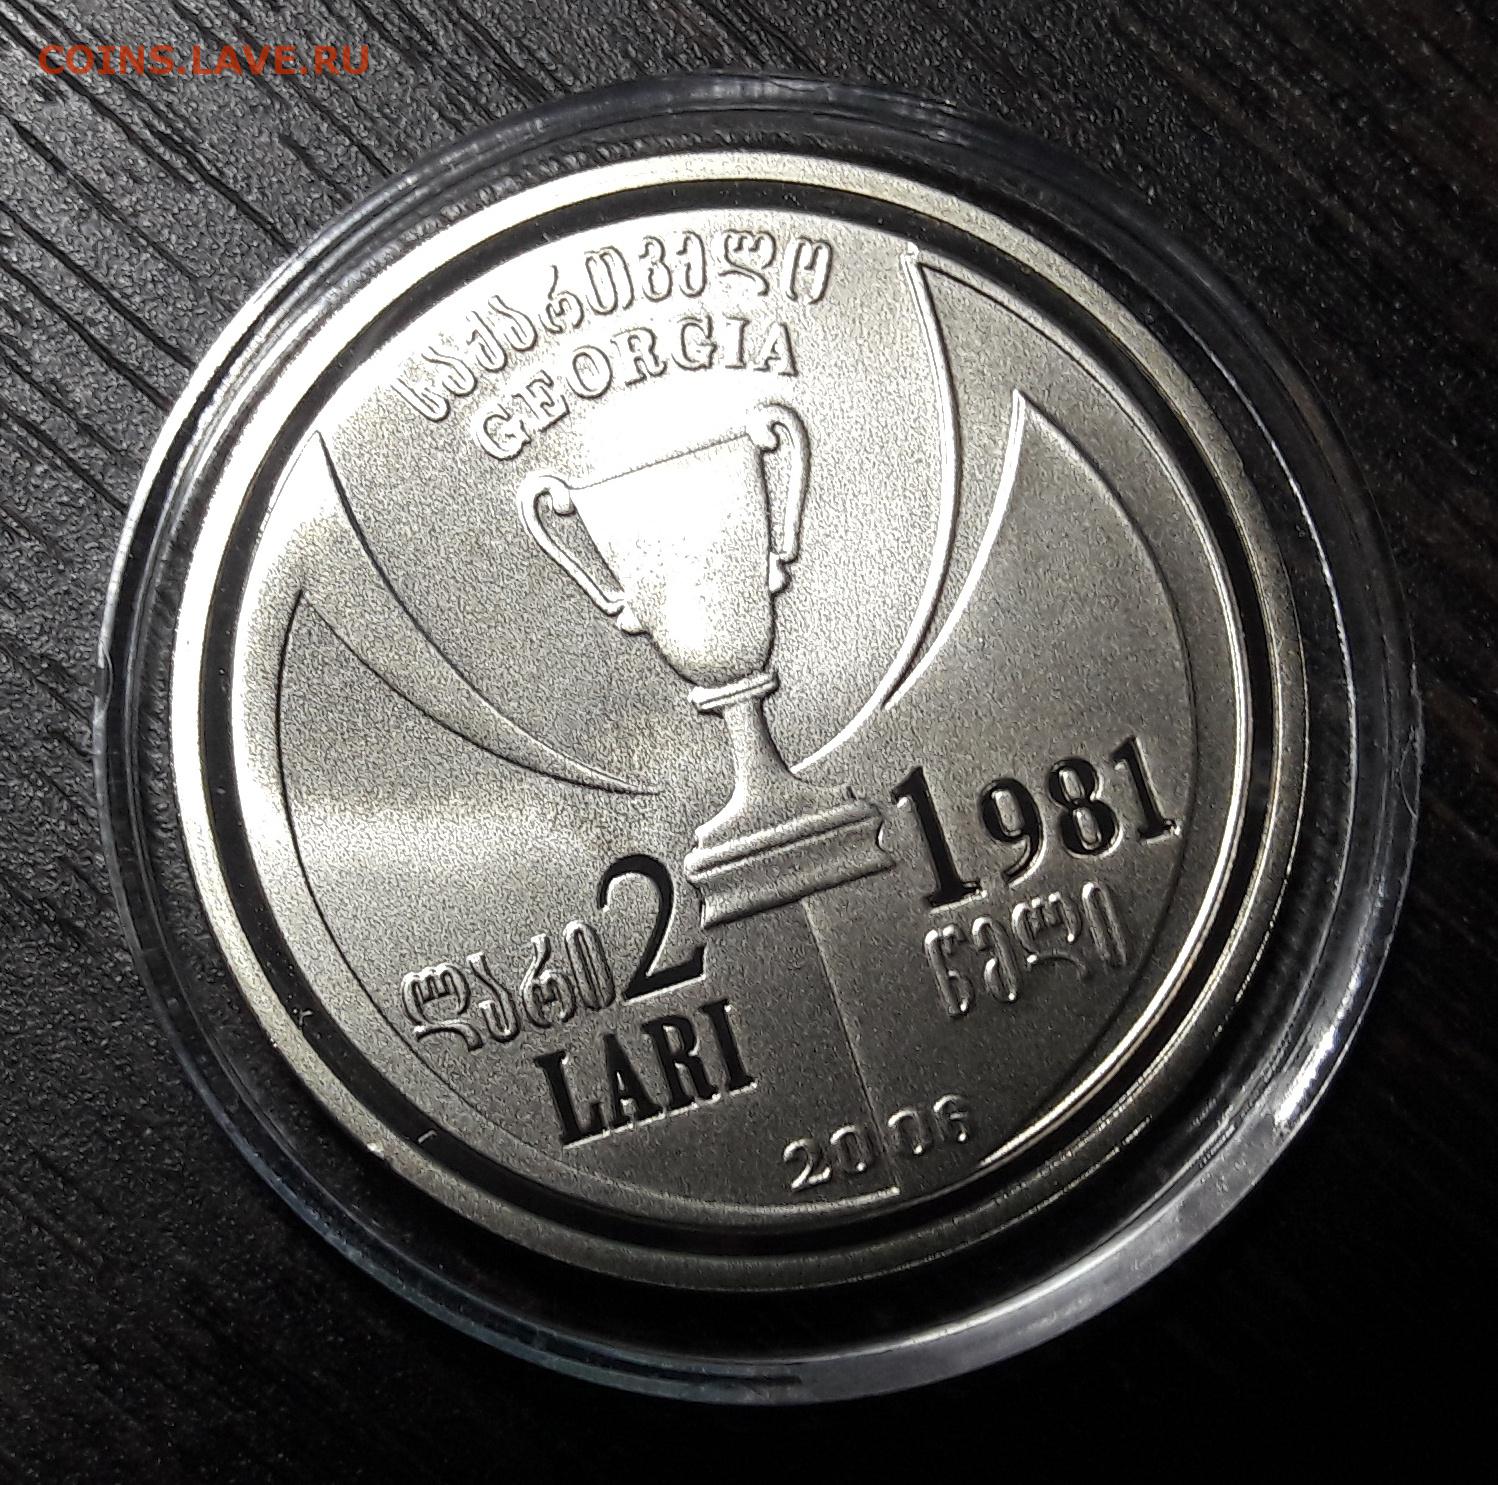 COINS.LAVE.RU
საქართველო
GEORGIA
1981
წელი
ლარი 2
LARI
2006